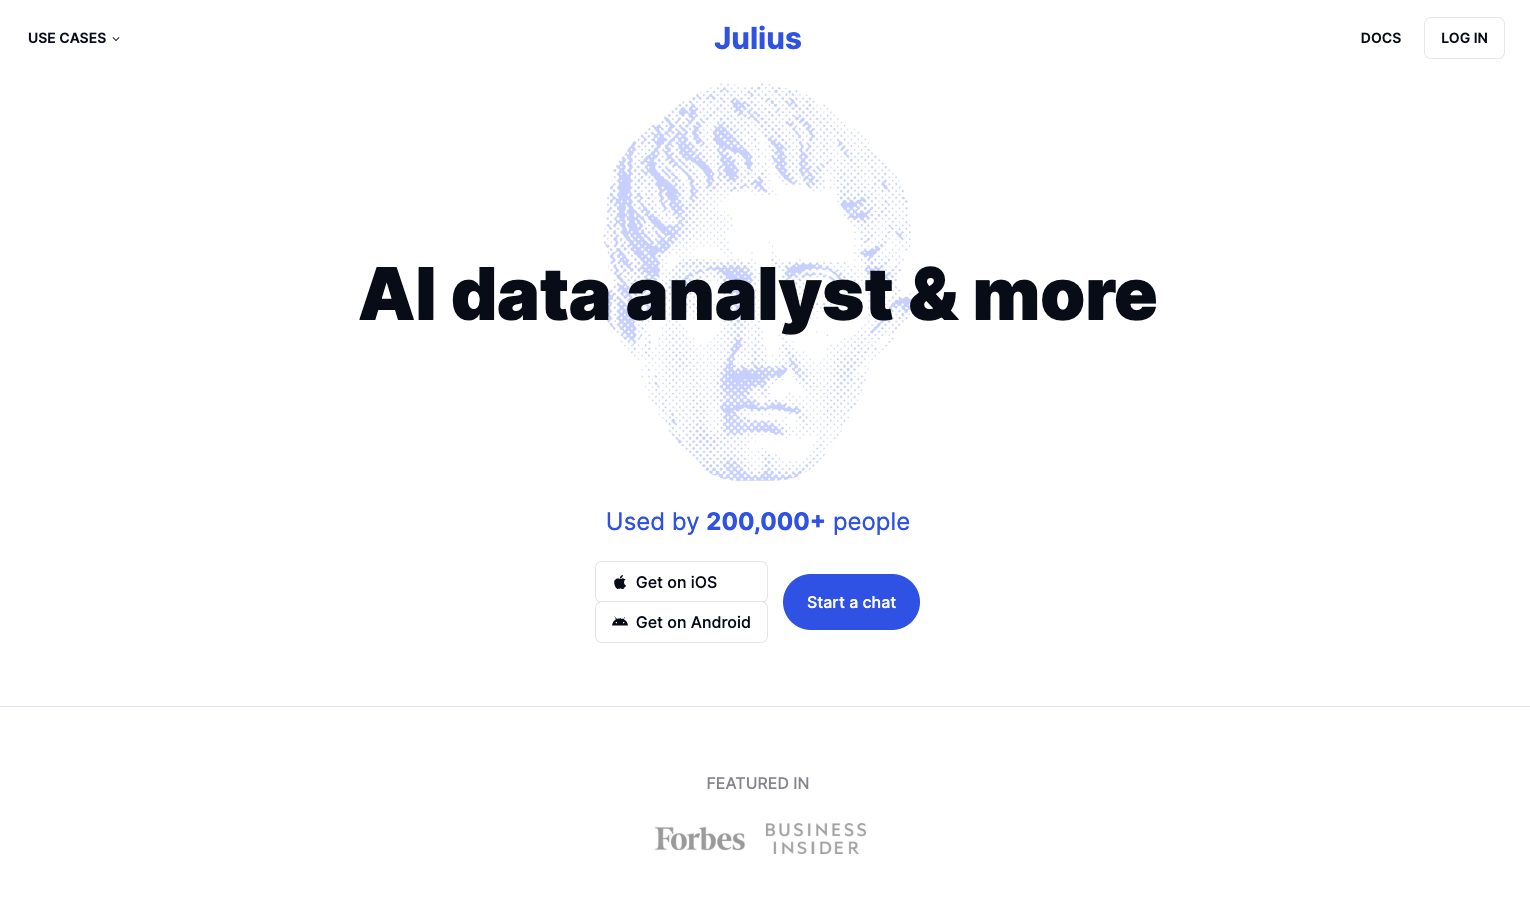 USE CASES
Julius
DOCS
LOG IN
AI data analyst & more
Used by 200,000+ people
Get on iOS
Get on Android
Start a chat
FEATURED IN
Forbes
BUSINESS
INSIDER